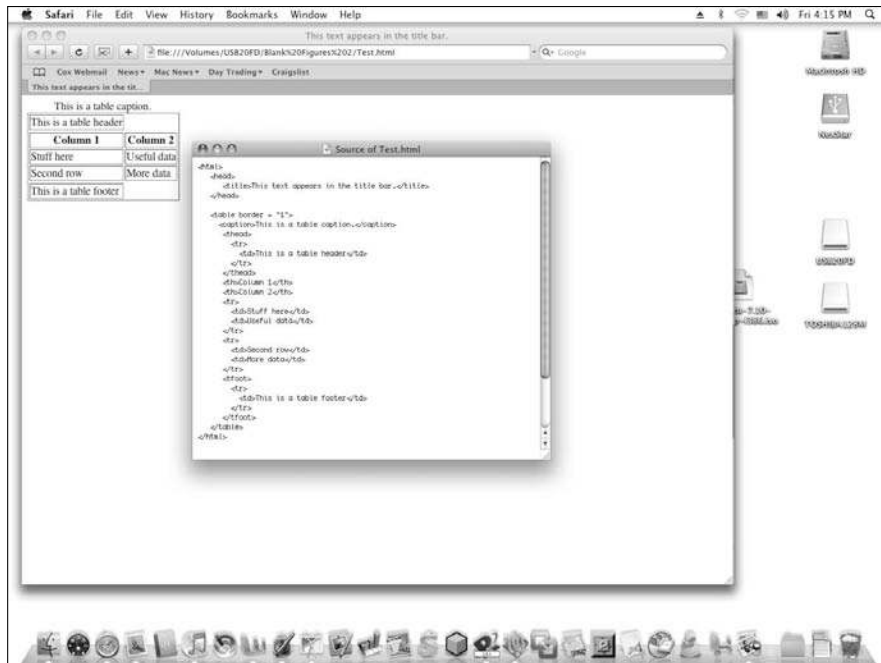 Safari File Edit View History Bookmarks Window Help
Fri 4:15 PM
This text appears in the title bar.
file:///Volumes/USB20FD/Blank%20Figures%202/Test.html
Google
Cox Webmail News Mac News Day Trading Craigslist
This text appears in the tit...
This is a table caption.
This is a table header
Column 1 Column 2
Stuff here Useful data
Second row More data
This is a table footer
Source of Test.html
<html>
<head>
<title>This text appears in the title bar.</title>
</head>
<table border = "1">
<caption>This is a table caption.</caption>
<thead>
<tr>
<td>This is a table header</td>
</tr>
</thead>
<th>Column 1</th>
<th>Column 2</th>
<tr>
<td>Stuff here</td>
<td>Useful data</td>
</tr>
<tr>
<td>Second row</td>
<td>More data</td>
</tr>
<tfoot>
<tr>
<td>This is a table footer</td>
</tr>
</tfoot>
</table>
</html>
Macintosh HD
USB20FD